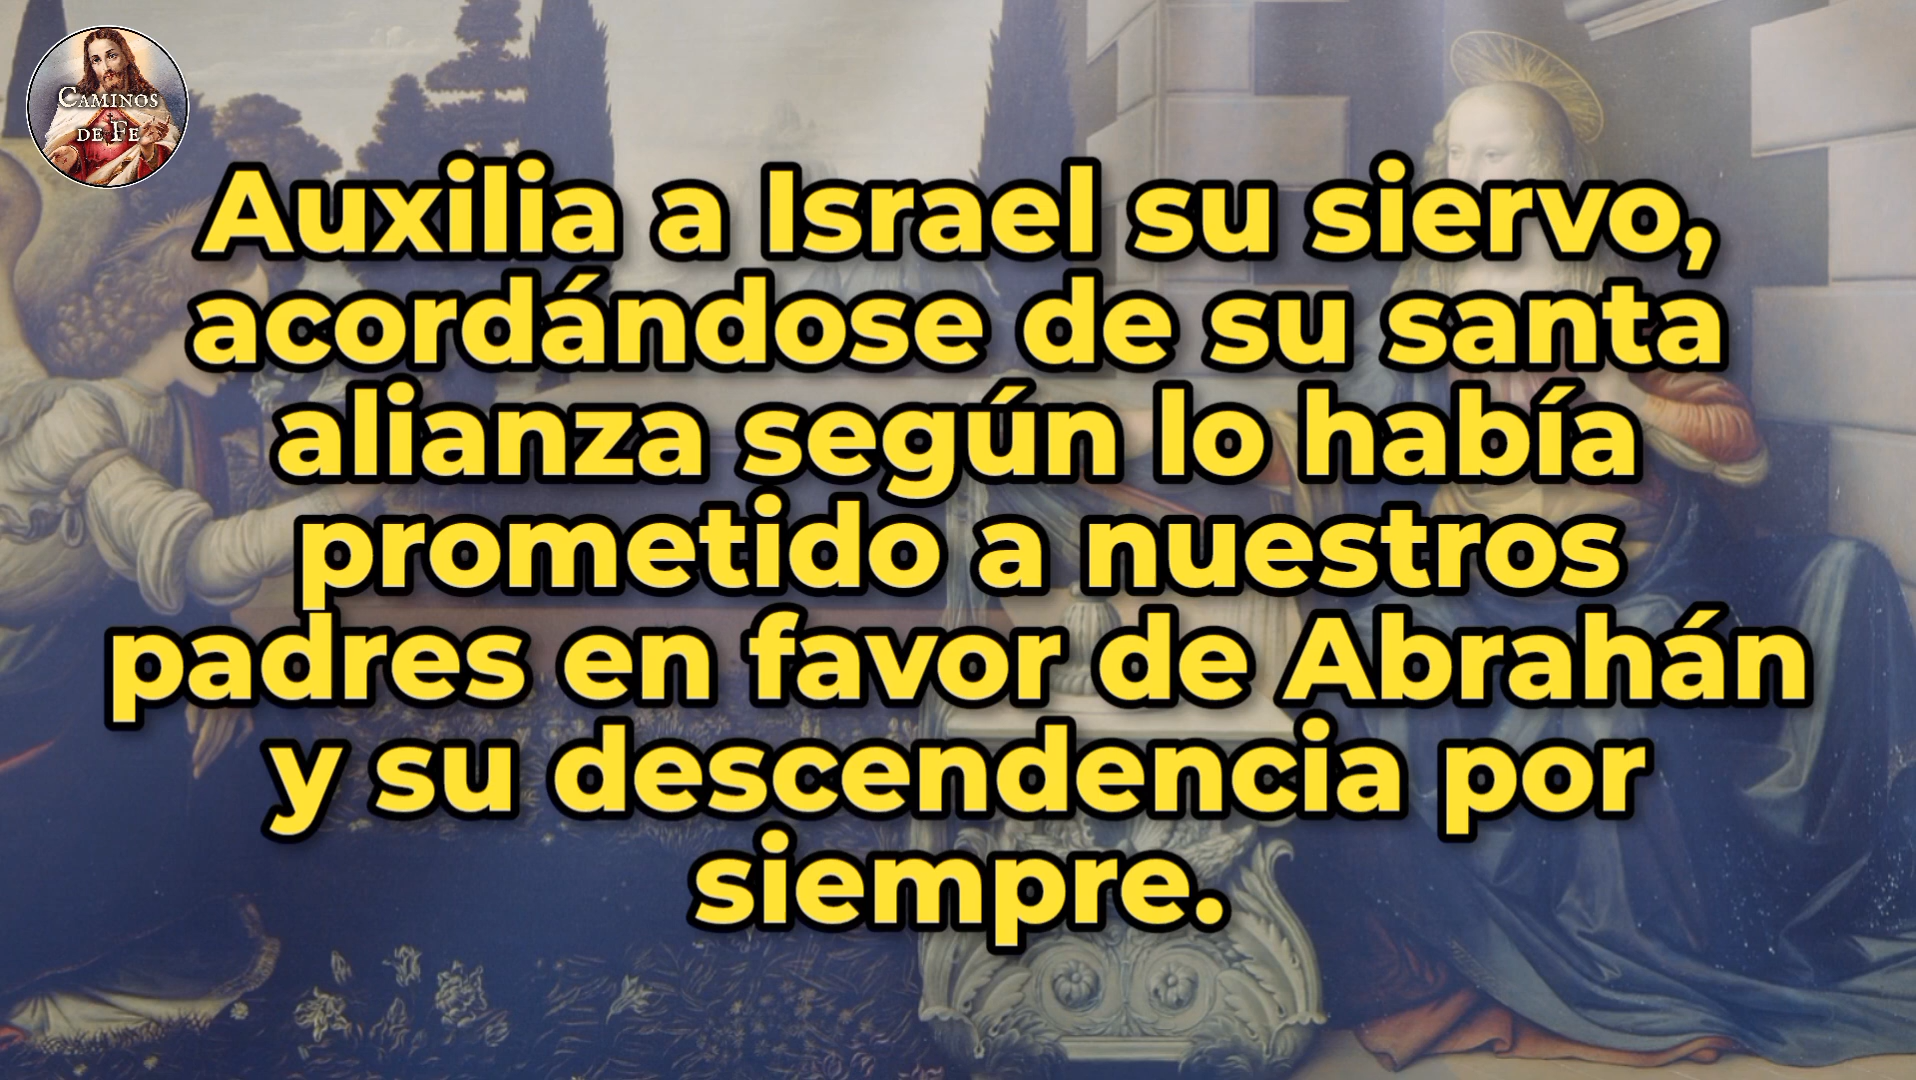 CAMINOS
DE FE
Auxilia a Israel su siervo,
acordándose de su santa
alianza según lo había
prometido a nuestros
padres en favor de Abrahán
y su descendencia por
siempre.